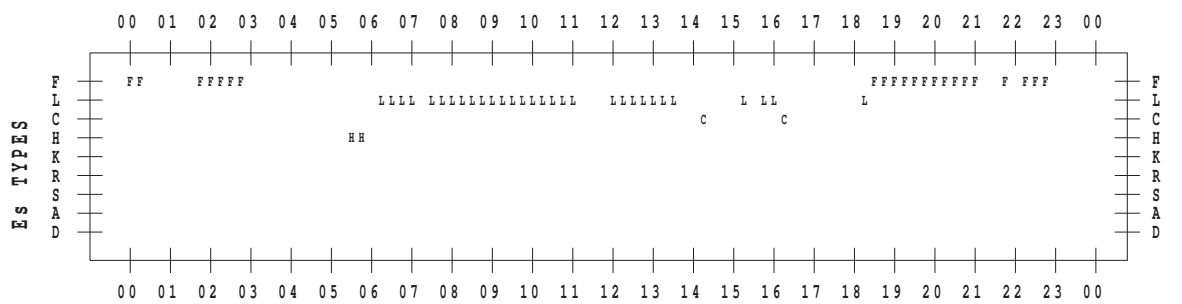 00 01 02 03 04 05 06 07 08 09 10 11 12 13 14 15 16 17 18 19 20 21 22 23 00
F FF FFFFF FFFFFFFFFFF F FFF F
L LLLL LLLLLLLLLLLLLLL LLLLLLL L LL L L
C C C C
H HH H
K K
R R
S S
A A
D D
Es TYPES
00 01 02 03 04 05 06 07 08 09 10 11 12 13 14 15 16 17 18 19 20 21 22 23 00